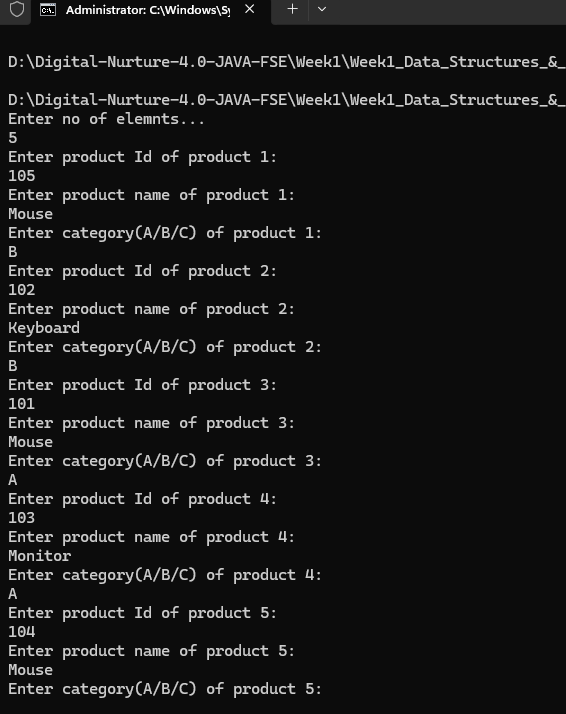 Administrator: C:\Windows\Sy
D:\Digital-Nurture-4.0-JAVA-FSE\Week1\Week1_Data_Structures_&_
D:\Digital-Nurture-4.0-JAVA-FSE\Week1\Week1_Data_Structures_&_
Enter no of elemnts...
5
Enter product Id of product 1:
105
Enter product name of product 1:
Mouse
Enter category(A/B/C) of product 1:
B
Enter product Id of product 2:
102
Enter product name of product 2:
Keyboard
Enter category(A/B/C) of product 2:
B
Enter product Id of product 3:
101
Enter product name of product 3:
Mouse
Enter category(A/B/C) of product 3:
A
Enter product Id of product 4:
103
Enter product name of product 4:
Monitor
Enter category(A/B/C) of product 4:
A
Enter product Id of product 5:
104
Enter product name of product 5:
Mouse
Enter category(A/B/C) of product 5: